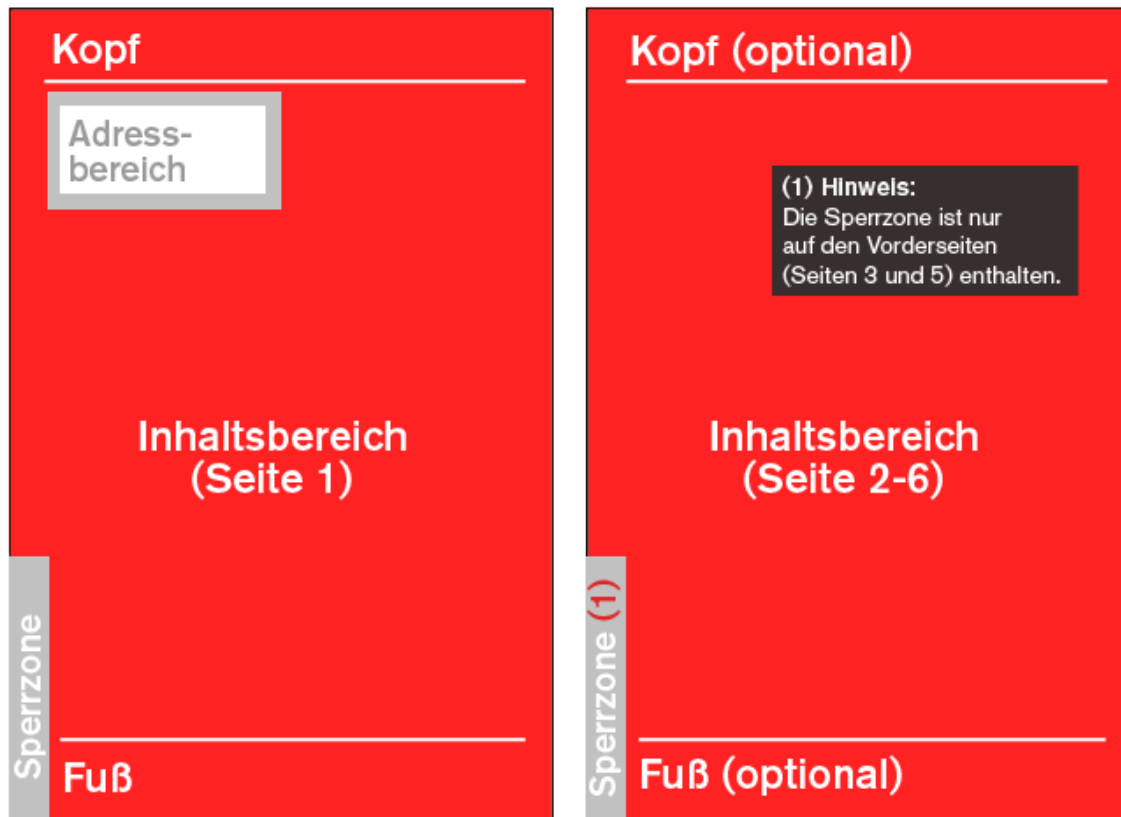 Kopf
Adress-
bereich
Inhaltsbereich
(Seite 1)
Sperrzone
Fuß
Kopf (optional)
(1) Hinweis:
Die Sperrzone ist nur
auf den Vorderseiten
(Seiten 3 und 5) enthalten.
Inhaltsbereich
(Seite 2-6)
Sperrzone (1)
Fuß (optional)